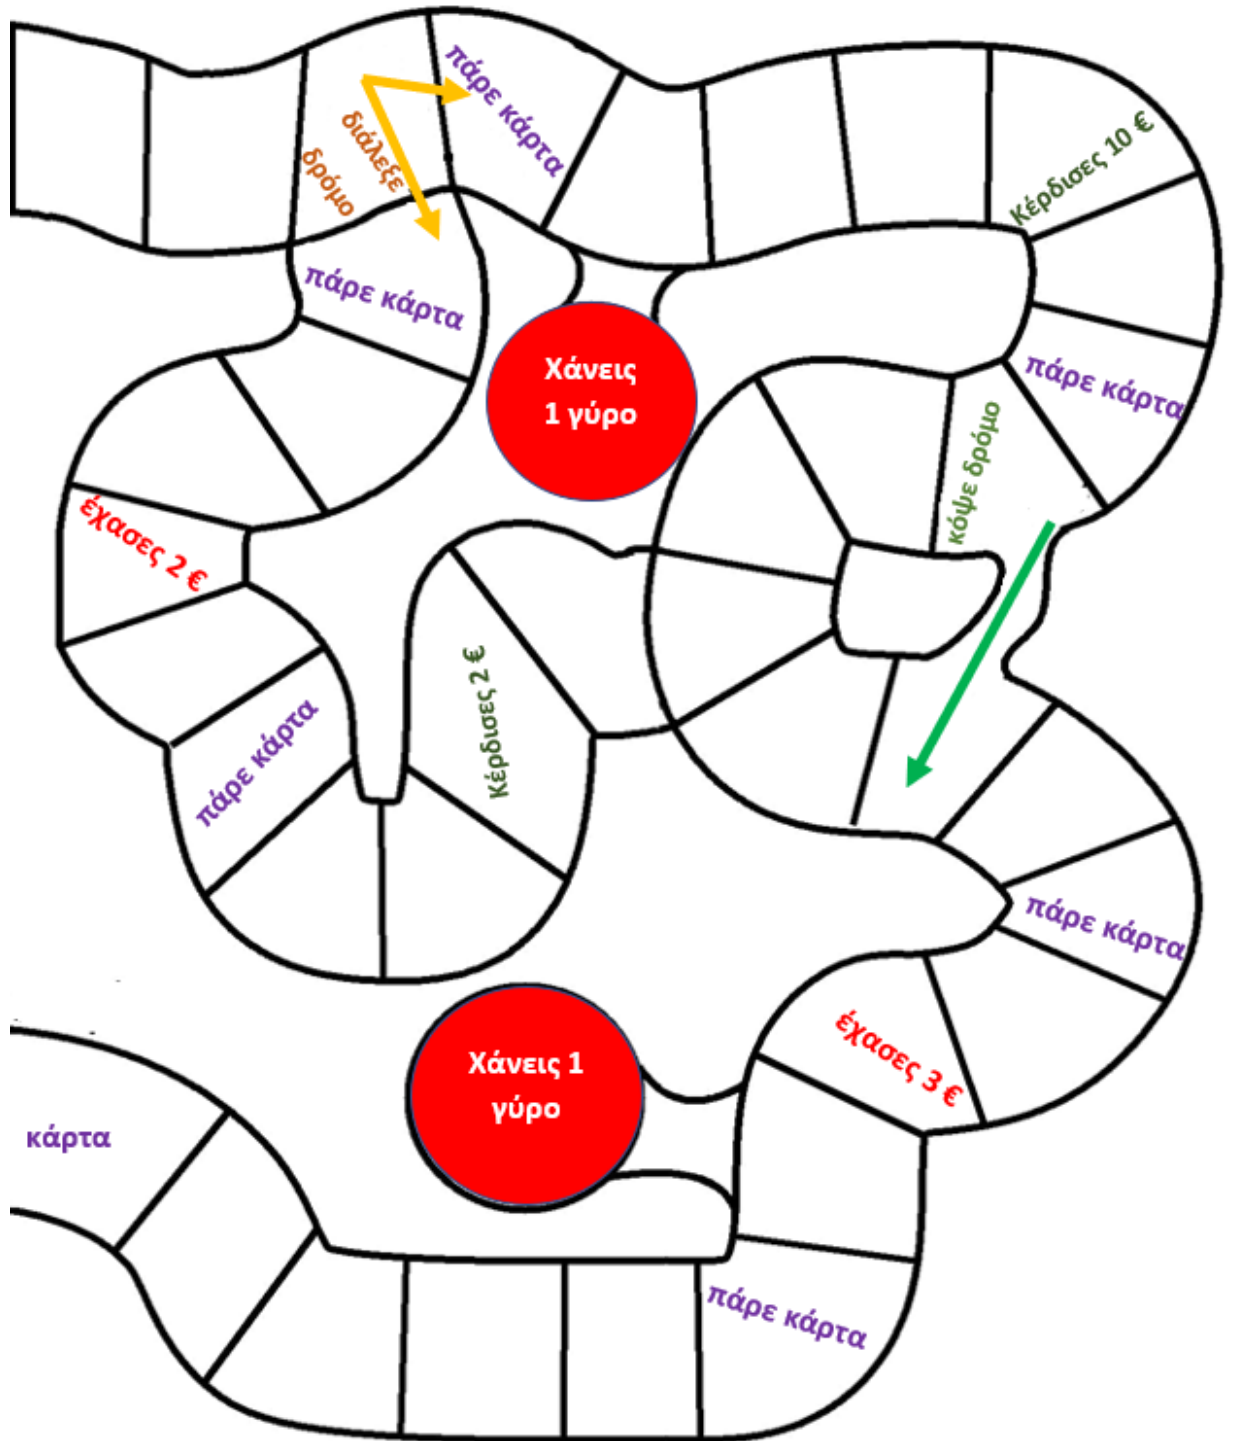 πάρε κάρτα
διάλεξε
δρόμο
Κέρδισες 10 €
πάρε κάρτα
Χάνεις
1 γύρο
πάρε κάρτα
κόψε δρόμο
έχασες 2 €
Κέρδισες 2 €
πάρε κάρτα
πάρε κάρτα
έχασες 3 €
Χάνεις 1
γύρο
κάρτα
πάρε κάρτα